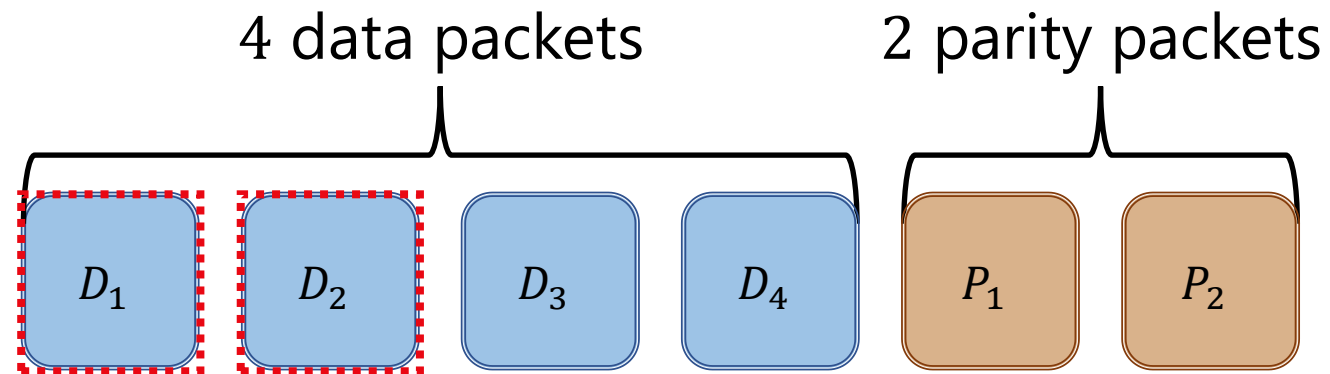 4 data packets 2 parity packets
D₁ D₂ D₃ D₄ P₁ P₂